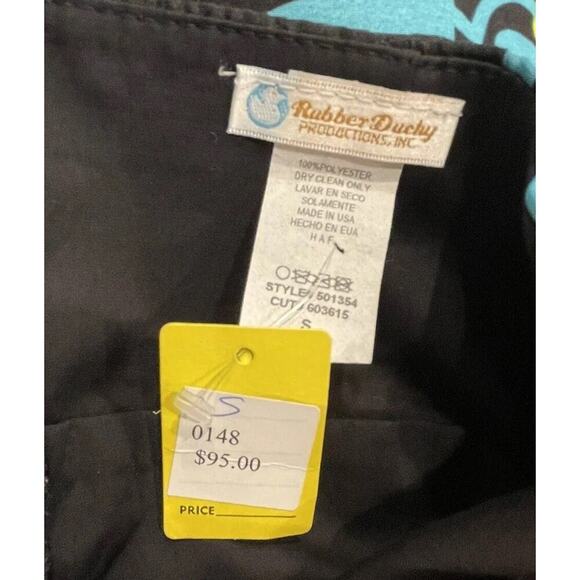 Rubber Ducky
PRODUCTIONS, INC
100% POLYESTER
DRY CLEAN ONLY
LAVAR EN SECO
SOLAMENTE
MADE IN USA
HECHO EN EUA
H A F
STYLE# 501354
CUT# 603615
S
S
0148
$95.00
PRICE